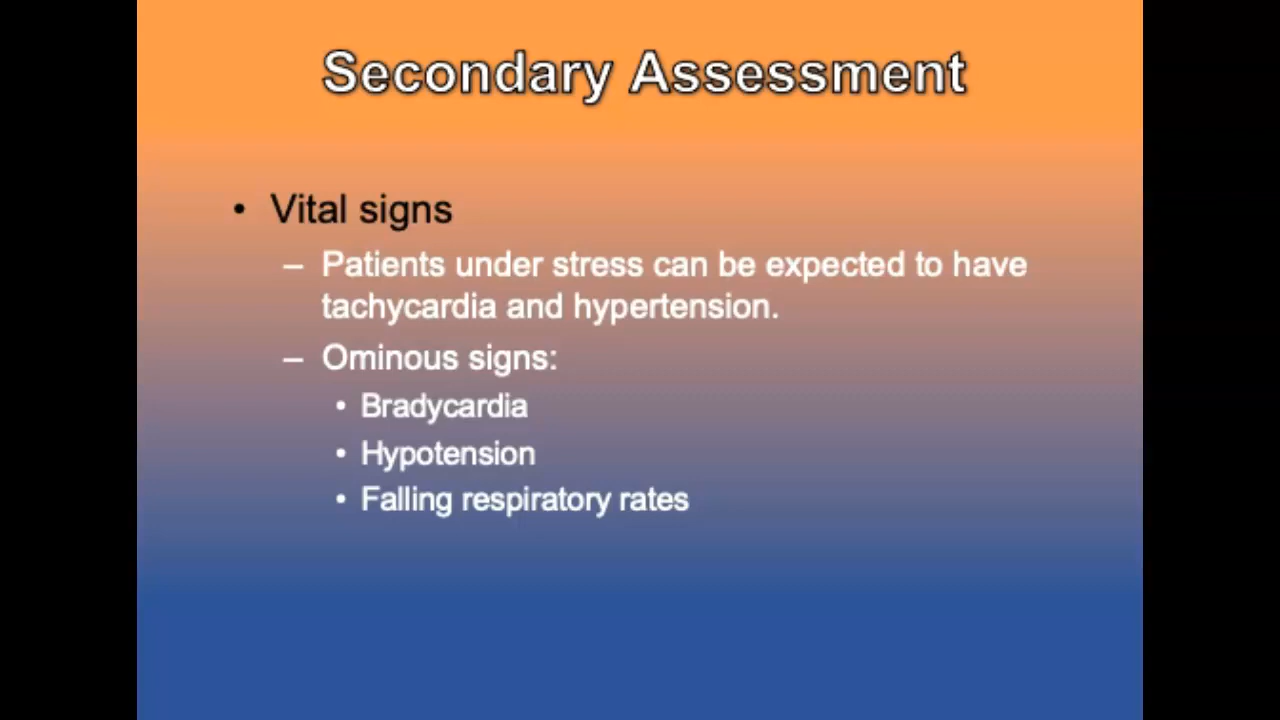 Secondary Assessment
• Vital signs
– Patients under stress can be expected to have
tachycardia and hypertension.
– Ominous signs:
• Bradycardia
• Hypotension
• Falling respiratory rates